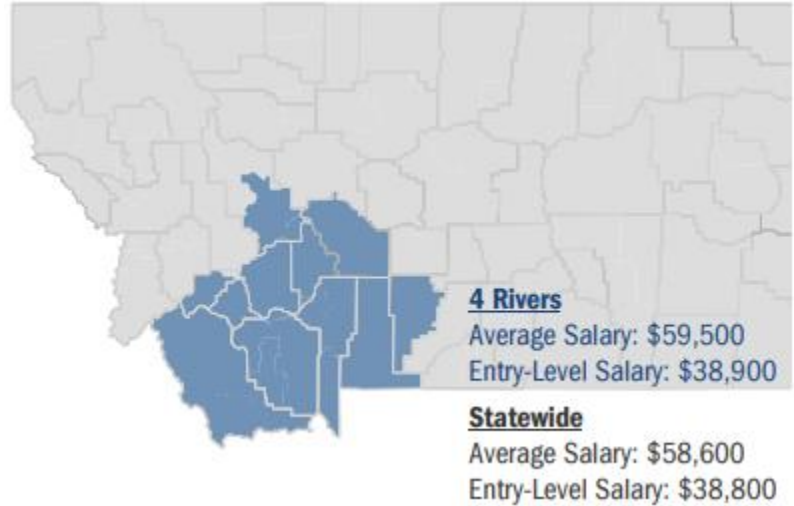 4 Rivers
Average Salary: $59,500
Entry-Level Salary: $38,900
Statewide
Average Salary: $58,600
Entry-Level Salary: $38,800